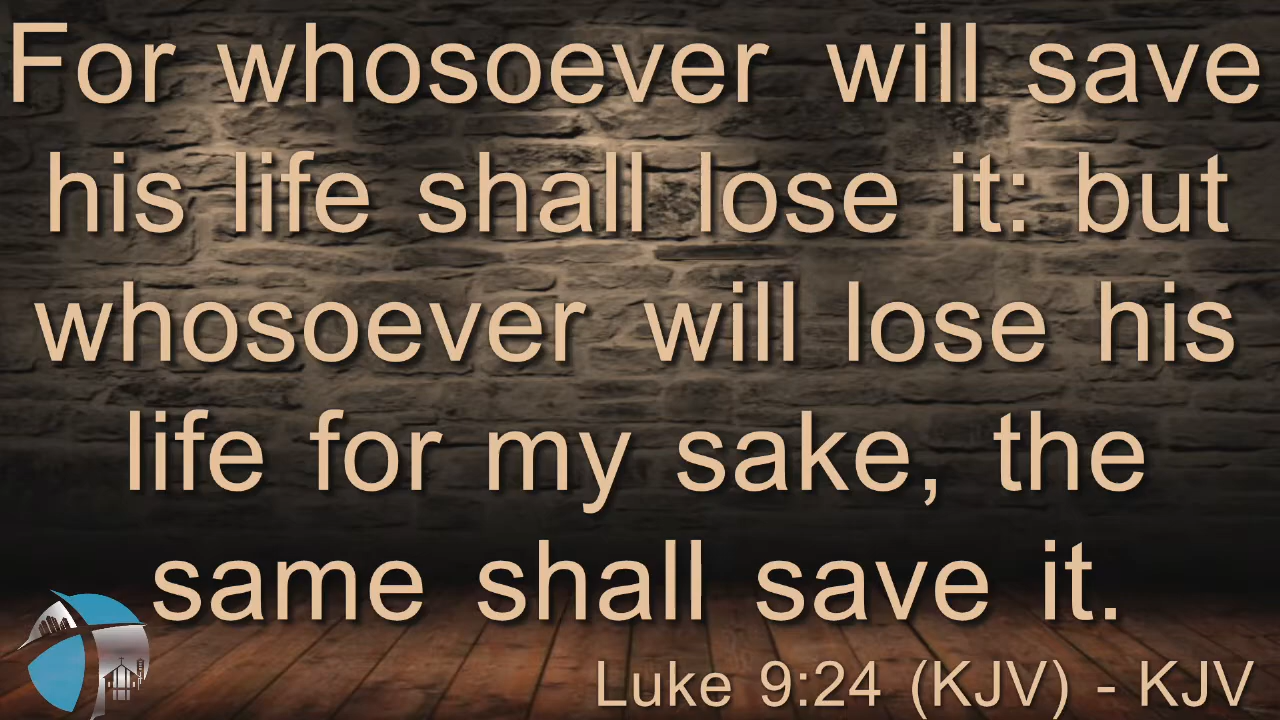 For whosoever will save
his life shall lose it: but
whosoever will lose his
life for my sake, the
same shall save it.
Luke 9:24 (KJV) - KJV